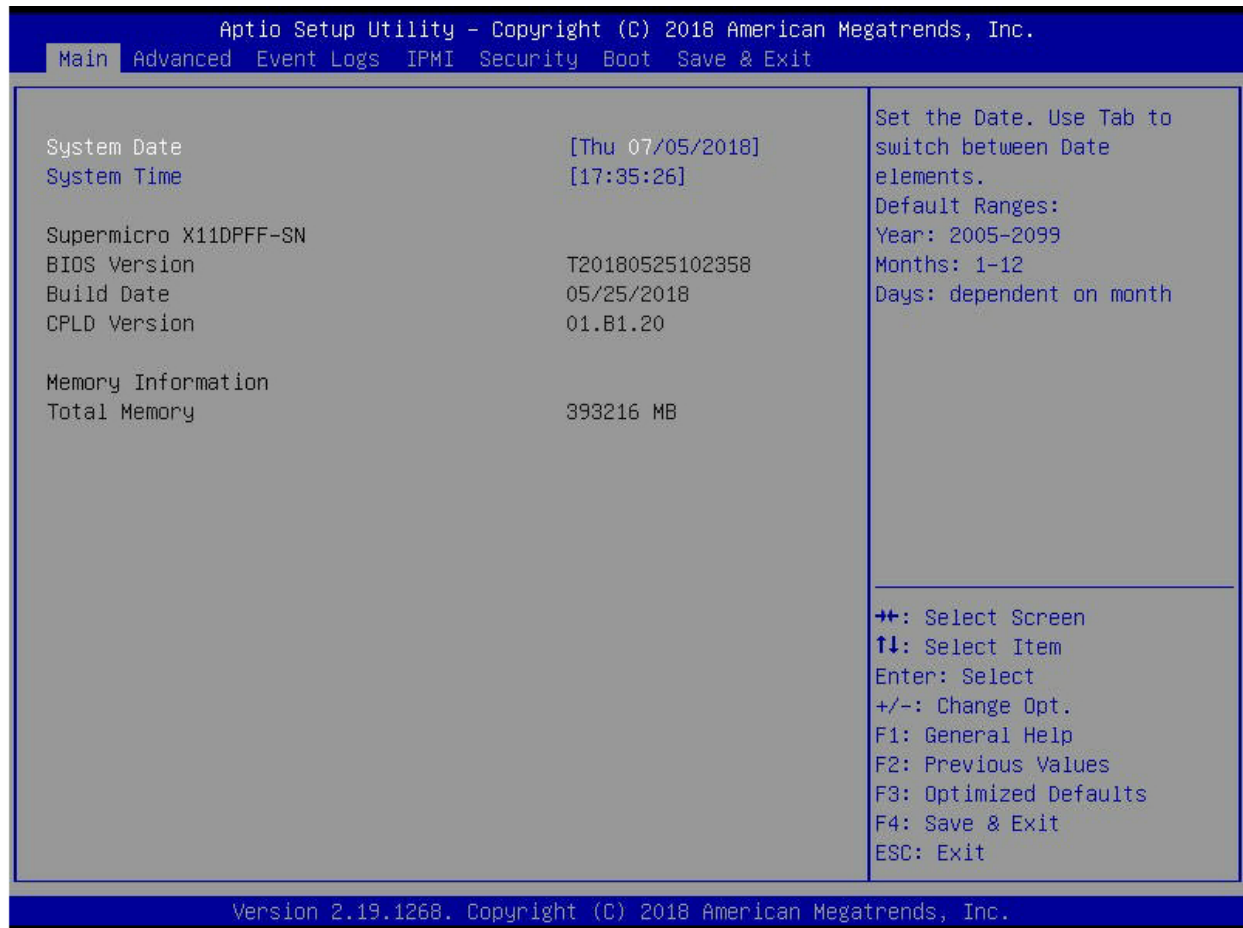 Aptio Setup Utility – Copyright (C) 2018 American Megatrends, Inc.
Main Advanced Event Logs IPMI Security Boot Save & Exit
System Date [Thu 07/05/2018]
System Time [17:35:26]
Supermicro X11DPFF-SN
BIOS Version T20180525102358
Build Date 05/25/2018
CPLD Version 01.B1.20
Memory Information
Total Memory 393216 MB
Set the Date. Use Tab to
switch between Date
elements.
Default Ranges:
Year: 2005-2099
Months: 1-12
Days: dependent on month
→←: Select Screen
↑↓: Select Item
Enter: Select
+/-: Change Opt.
F1: General Help
F2: Previous Values
F3: Optimized Defaults
F4: Save & Exit
ESC: Exit
Version 2.19.1268. Copyright (C) 2018 American Megatrends, Inc.